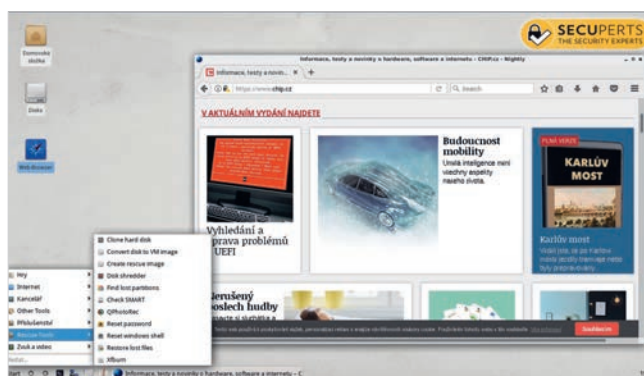 SECUPERTS
THE SECURITY EXPERTS
Domovská
složka
Disks
Web Browser
Informace, testy a novinky o hardware, software a internetu - CHIP.cz - Nightly
Informace, testy a novin...
https://www.chip.cz
Search
V AKTUÁLNÍM VYDÁNÍ NAJDETE
Vyhledání a
oprava problémů
UEFI
Budoucnost
mobility
Umělá inteligence mění
všechny aspekty
našeho života.
PLNÁ VERZE
KARLŮV
MOST
Karlův most
Nerušený
poslech hudby
Souhlasím
Hry
Internet
Kancelář
Other Tools
Příslušenství
Rescue Tools
Zvuk a video
Clone hard disk
Convert disk to VM image
Create rescue image
Disk shredder
Find lost partitions
Check SMART
QPhotoRec
Reset password
Reset windows shell
Restore lost files
Xfburn
Informace, testy a novinky o hardware, software a internetu - C...